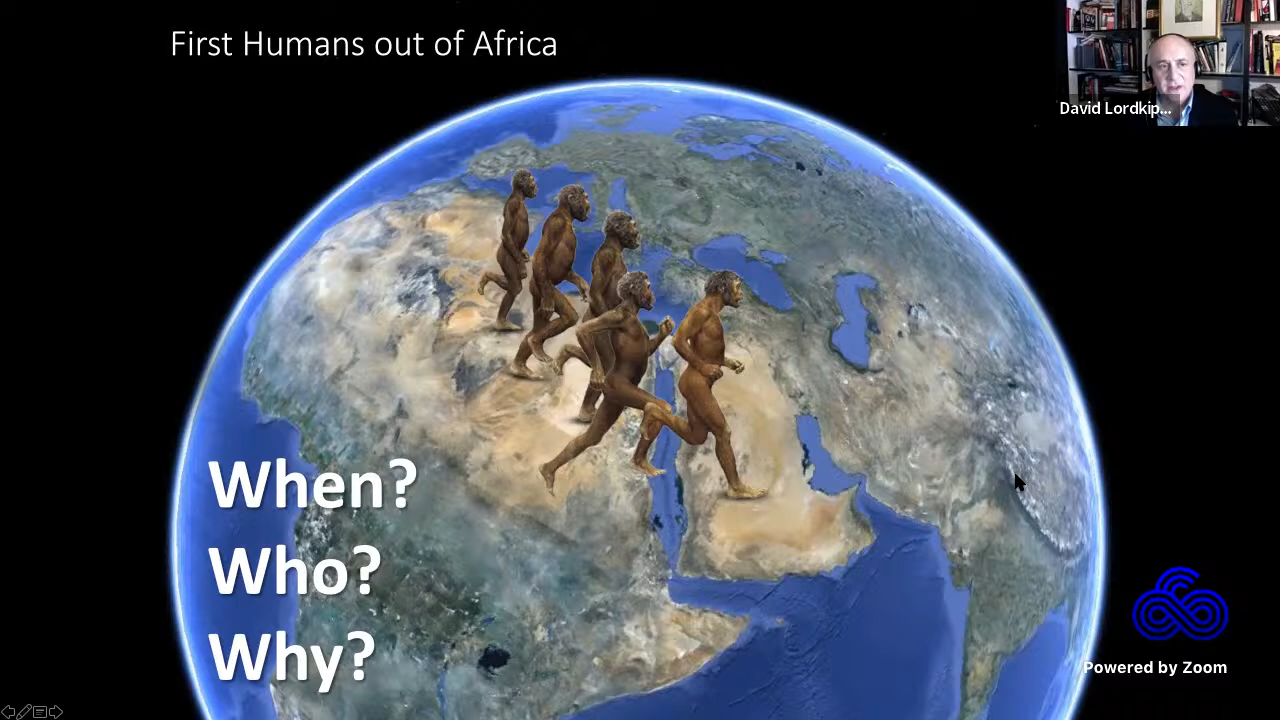 First Humans out of Africa
David Lordkip...
When?
Who?
Why?
Powered by Zoom